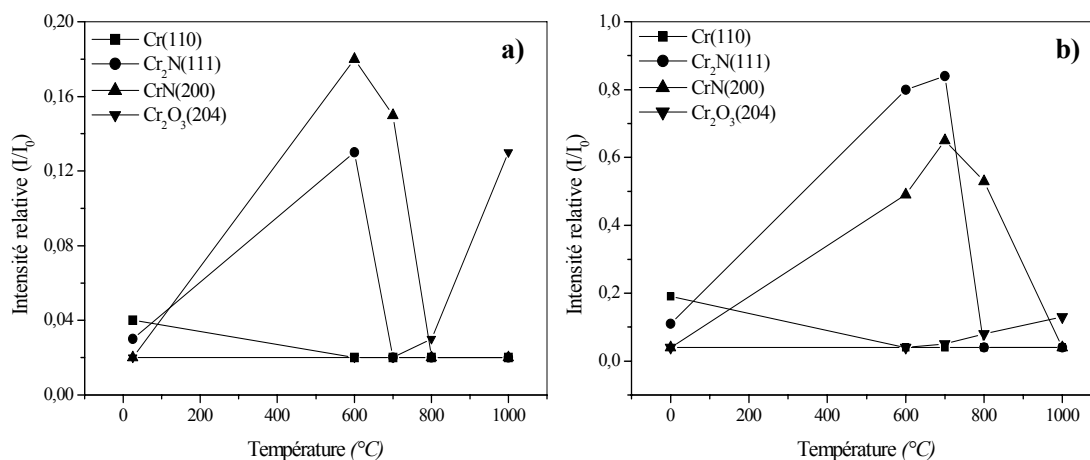 a)
Cr(110)
Cr₂N(111)
CrN(200)
Cr₂O₃(204)
0,20
0,16
0,12
0,08
0,04
0,00
Intensité relative (I/I₀)
0 200 400 600 800 1000
Température (°C)
b)
Cr(110)
Cr₂N(111)
CrN(200)
Cr₂O₃(204)
1,0
0,8
0,6
0,4
0,2
0,0
Intensité relative (I/I₀)
0 200 400 600 800 1000
Température (°C)